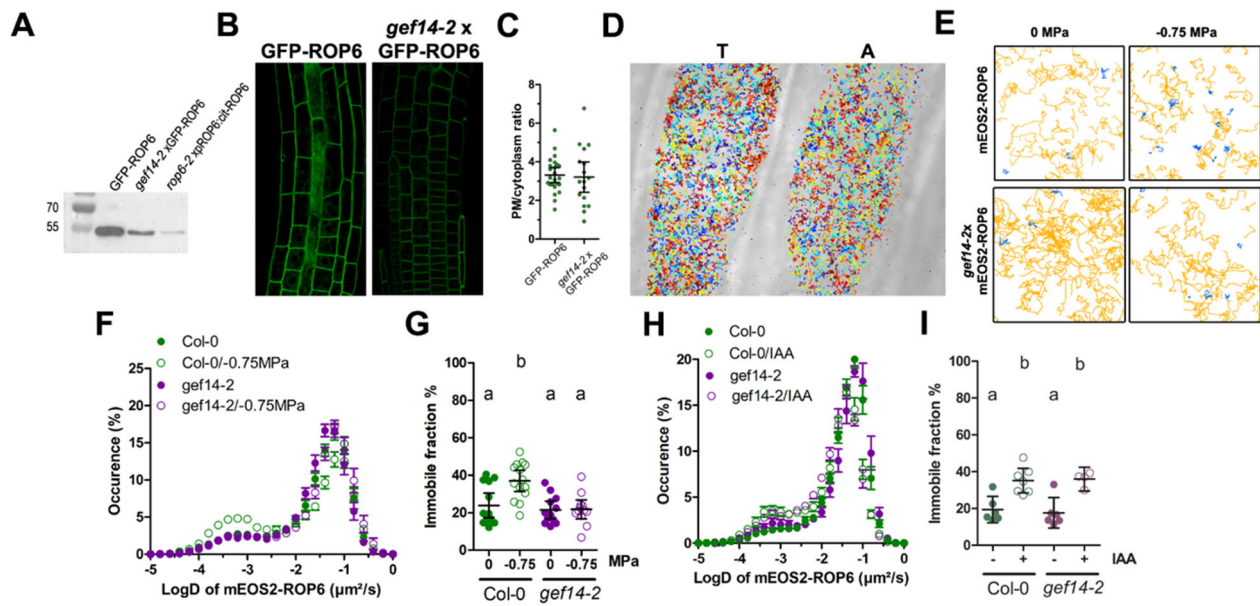 A
GFP-ROP6
gef14-2 xGFP-ROP6
rop6-2 xpROP6:cit-ROP6
70
55
B
gef14-2 x
GFP-ROP6 GFP-ROP6
C
PM/cytoplasm ratio
8
6
4
2
0
GFP-ROP6
gef14-2 x
GFP-ROP6
D
T A
E
0 MPa -0.75 MPa
mEOS2-ROP6
gef14-2x
mEOS2-ROP6
F
Col-0
Col-0/-0.75MPa
gef14-2
gef14-2/-0.75MPa
Occurence (%)
25
20
15
10
5
0
-5 -4 -3 -2 -1 0
LogD of mEOS2-ROP6 (µm²/s)
G
Immobile fraction %
100
80
60
40
20
0
a b a a
0 -0.75 0 -0.75 MPa
Col-0 gef14-2
H
Col-0
Col-0/IAA
gef14-2
gef14-2/IAA
Occurence (%)
20
15
10
5
0
-5 -4 -3 -2 -1 0
LogD of mEOS2-ROP6 (µm²/s)
I
Immobile fraction %
100
80
60
40
20
0
a b a b
- + - + IAA
Col-0 gef14-2